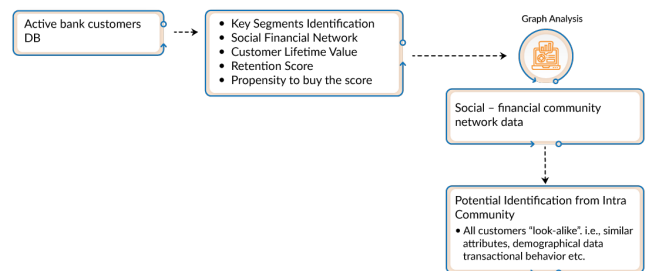 Active bank customers
DB
• Key Segments Identification
• Social Financial Network
• Customer Lifetime Value
• Retention Score
• Propensity to buy the score
Graph Analysis
Social – financial community
network data
Potential Identification from Intra
Community
• All customers “look-alike”. i.e., similar
attributes, demographical data
transactional behavior etc.